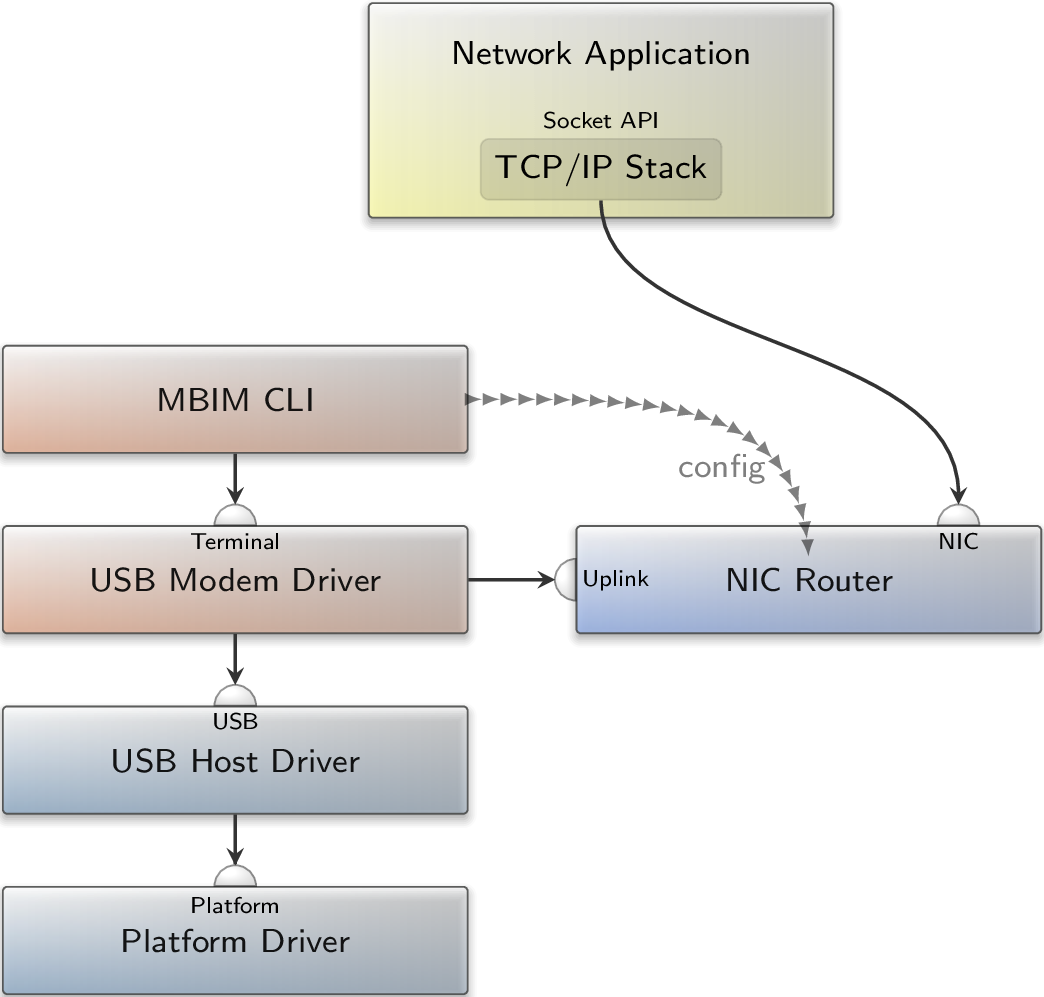 Network Application
Socket API
TCP/IP Stack
MBIM CLI
config
Terminal
USB Modem Driver
Uplink
NIC
NIC Router
USB
USB Host Driver
Platform
Platform Driver